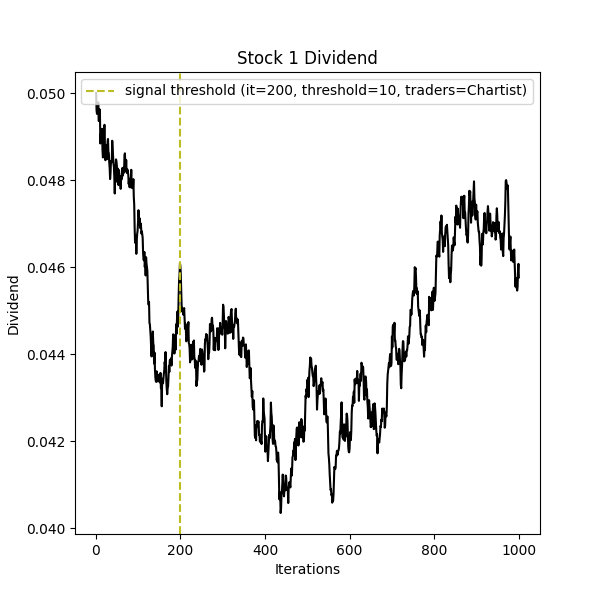 Stock 1 Dividend
signal threshold (it=200, threshold=10, traders=Chartist)
0.050
0.048
0.046
0.044
0.042
0.040
Dividend
0 200 400 600 800 1000
Iterations